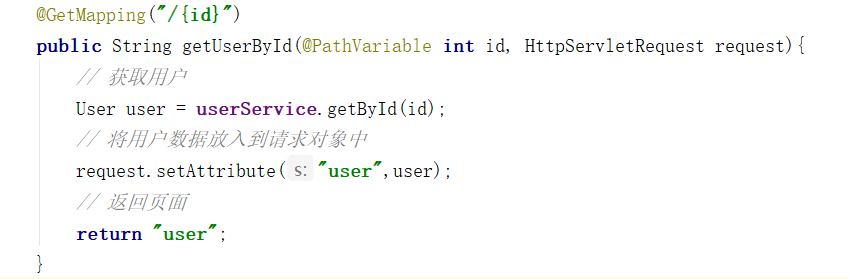 @GetMapping("/{id}")
public String getUserById(@PathVariable int id, HttpServletRequest request){
// 获取用户
User user = userService.getById(id);
// 将用户数据放入到请求对象中
request.setAttribute( s: "user",user);
// 返回页面
return "user";
}